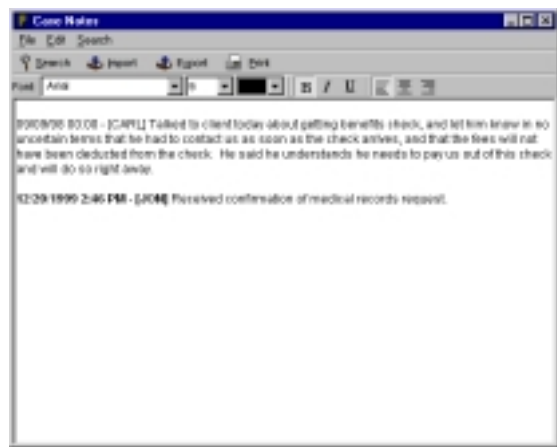 Case Notes
File Edit Search
Search Import Export Print
Font Arial
B I U
[CARL] Talked to client today about getting benefits check, and let him know in no
uncertain terms that he had to contact us as soon as the check arrives, and that the fees will not
have been deducted from the check. He said he understands he needs to pay us out of this check
and will do so right away.
2:46 PM - [JON] Received confirmation of medical records request.